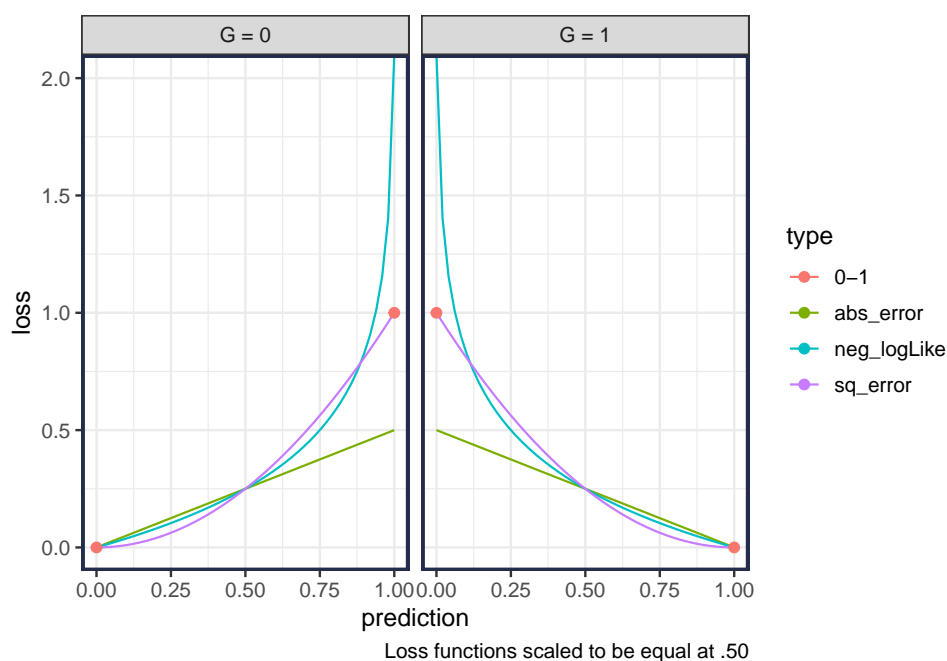 G = 0
G = 1
loss
2.0
1.5
1.0
0.5
0.0
0.00 0.25 0.50 0.75 1.00
0.00 0.25 0.50 0.75 1.00
prediction
Loss functions scaled to be equal at .50
type
0−1
abs_error
neg_logLike
sq_error